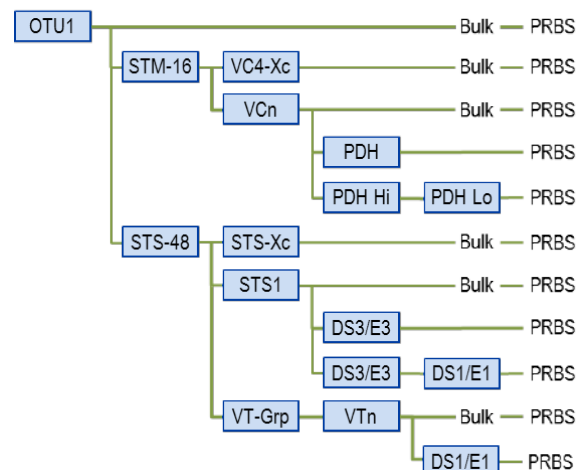 OTU1 Bulk PRBS
STM-16 VC4-Xc Bulk PRBS
VCn Bulk PRBS
PDH PRBS
PDH Hi PDH Lo PRBS
STS-48 STS-Xc Bulk PRBS
STS1 Bulk PRBS
DS3/E3 PRBS
DS3/E3 DS1/E1 PRBS
VT-Grp VTn Bulk PRBS
DS1/E1 PRBS